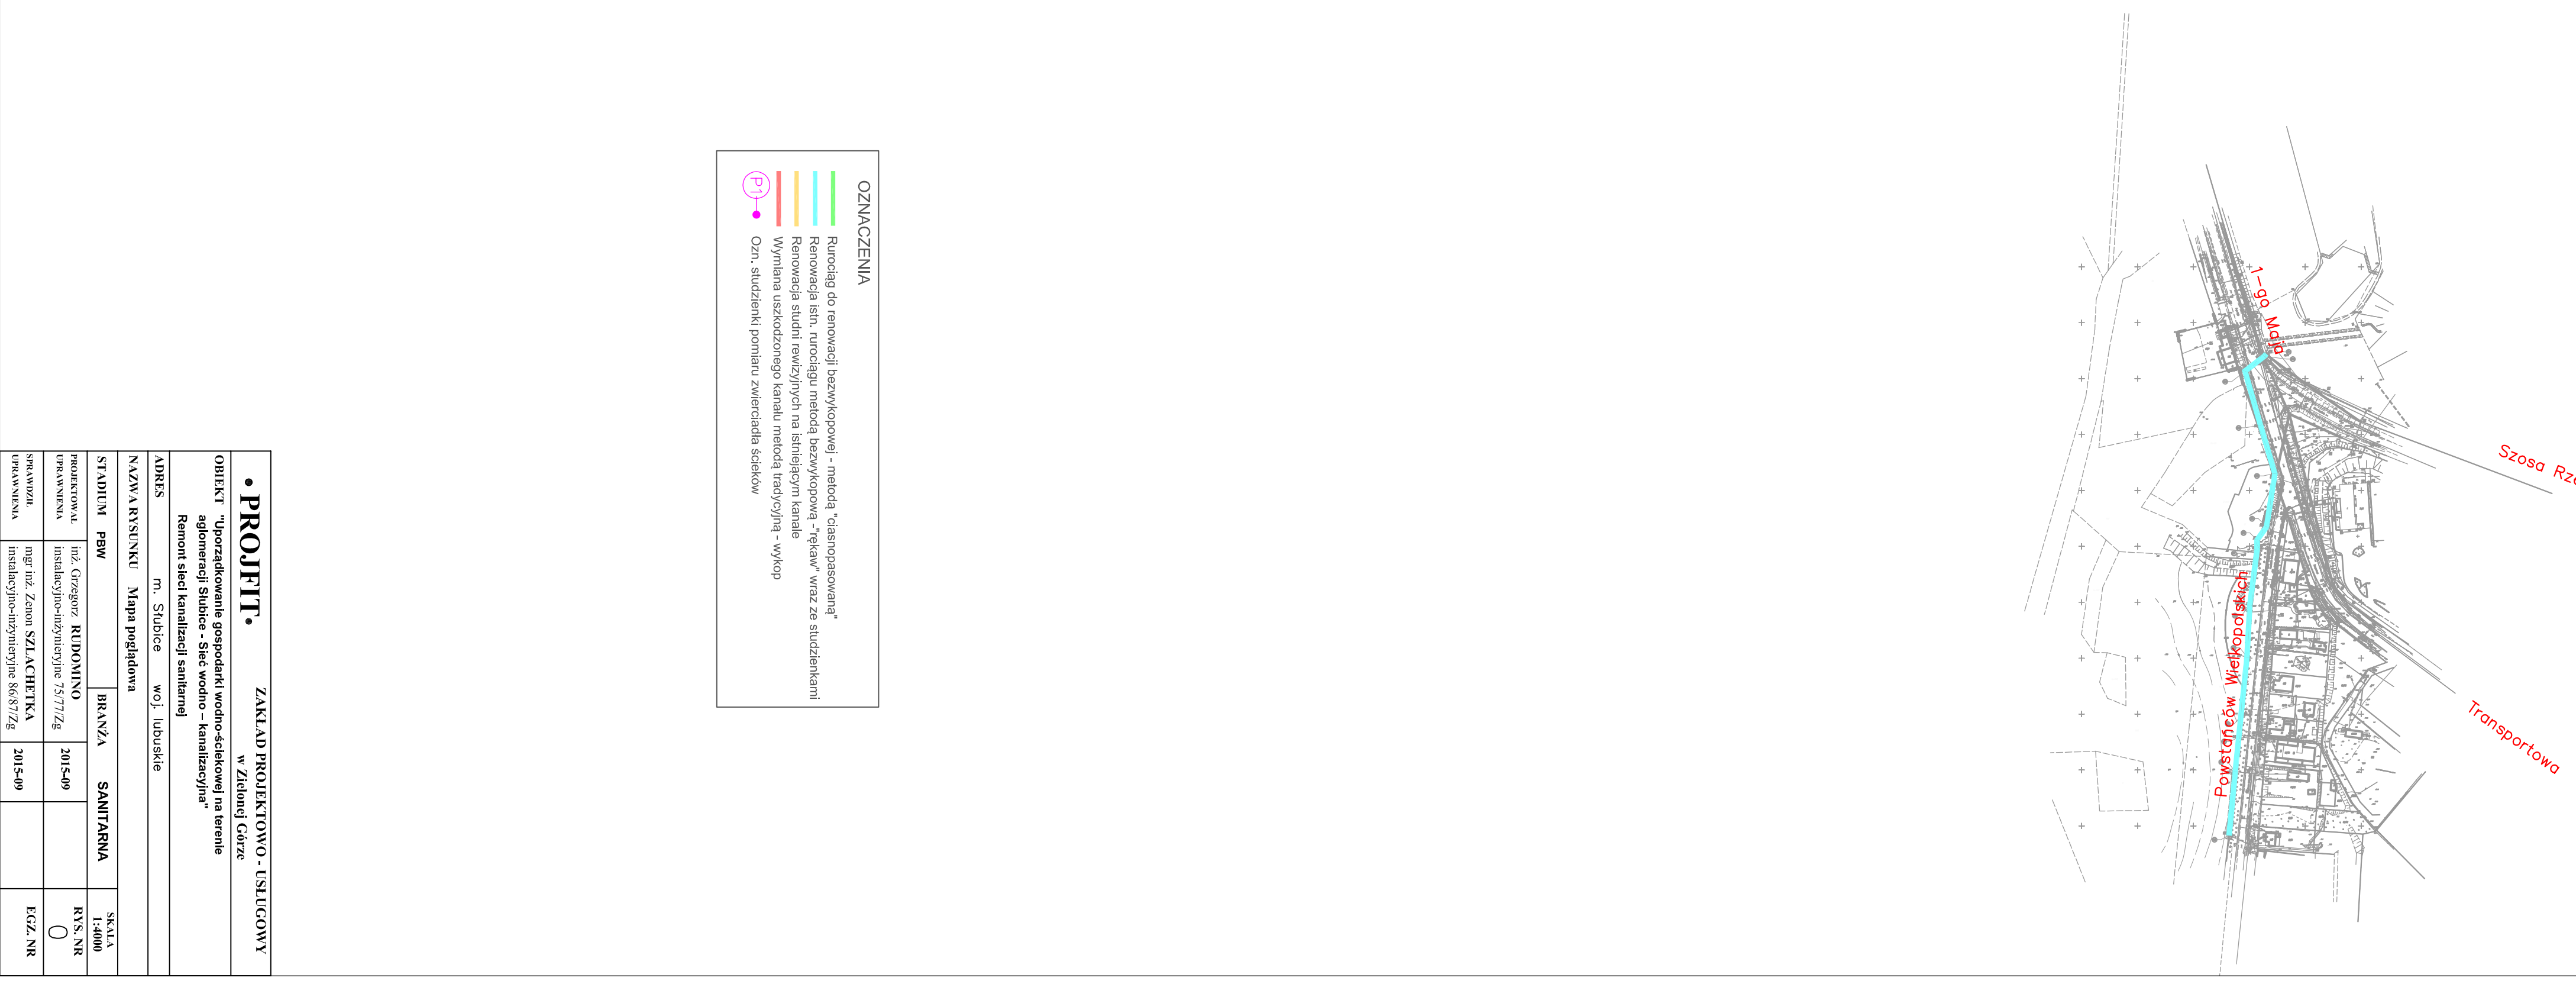 • PROJFIT•
ZAKŁAD PROJEKTOWO - USŁUGOWY
w Zielonej Górze
OBIEKT "Uporządkowanie gospodarki wodno-ściekowej na terenie
aglomeracji Słubice - Sieć wodno – kanalizacyjna"
Remont sieci kanalizacji sanitarnej
ADRES m. Słubice woj. lubuskie
NAZWA RYSUNKU Mapa poglądowa
STADIUM PBW BRANŻA SANITARNA SKALA
1:4000
PROJEKTOWAŁ inż. Grzegorz RUDOMINO 2015-09 RYS. NR
UPRAWNIENIA instalacyjno-inżynieryjne 75/77/Zg 0
SPRAWDZIŁ mgr inż. Zenon SZLACHETKA 2015-09 EGZ. NR
UPRAWNIENIA instalacyjno-inżynieryjne 86/87/Zg
OZNACZENIA
Rurociąg do renowacji bezwykopowej - metodą "ciasnopasowaną"
Renowacja istn. rurociągu metodą bezwykopową -"rękaw" wraz ze studzienkami
Renowacja studni rewizyjnych na istniejącym kanale
Wymiana uszkodzonego kanału metodą tradycyjną - wykop
P1 Ozn. studzienki pomiaru zwierciadła ścieków
1-go Maja
Szosa
Transportowa
Powstańców Wielkopolskich